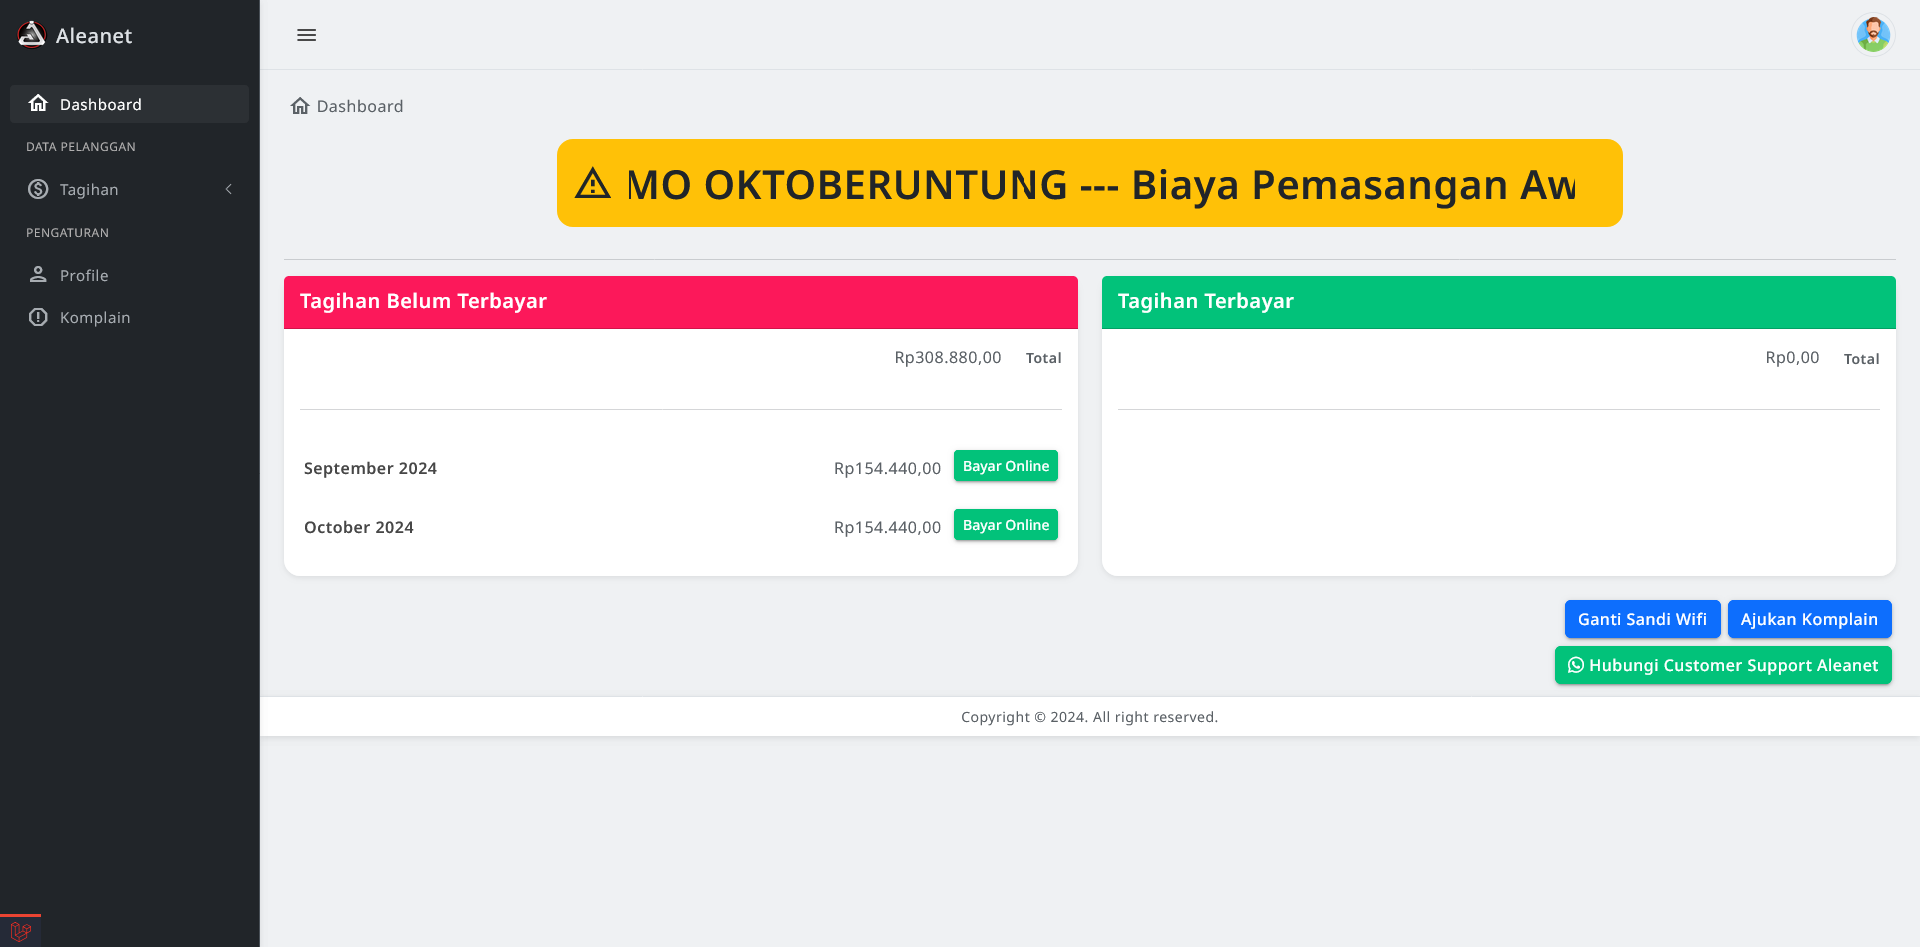 Aleanet
Dashboard
DATA PELANGGAN
Tagihan
PENGATURAN
Profile
Komplain
Dashboard
MO OKTOBERUNTUNG --- Biaya Pemasangan Aw
Tagihan Belum Terbayar
Rp308.880,00 Total
September 2024 Rp154.440,00 Bayar Online
October 2024 Rp154.440,00 Bayar Online
Tagihan Terbayar
Rp0,00 Total
Ganti Sandi Wifi Ajukan Komplain
Hubungi Customer Support Aleanet
Copyright © 2024. All right reserved.